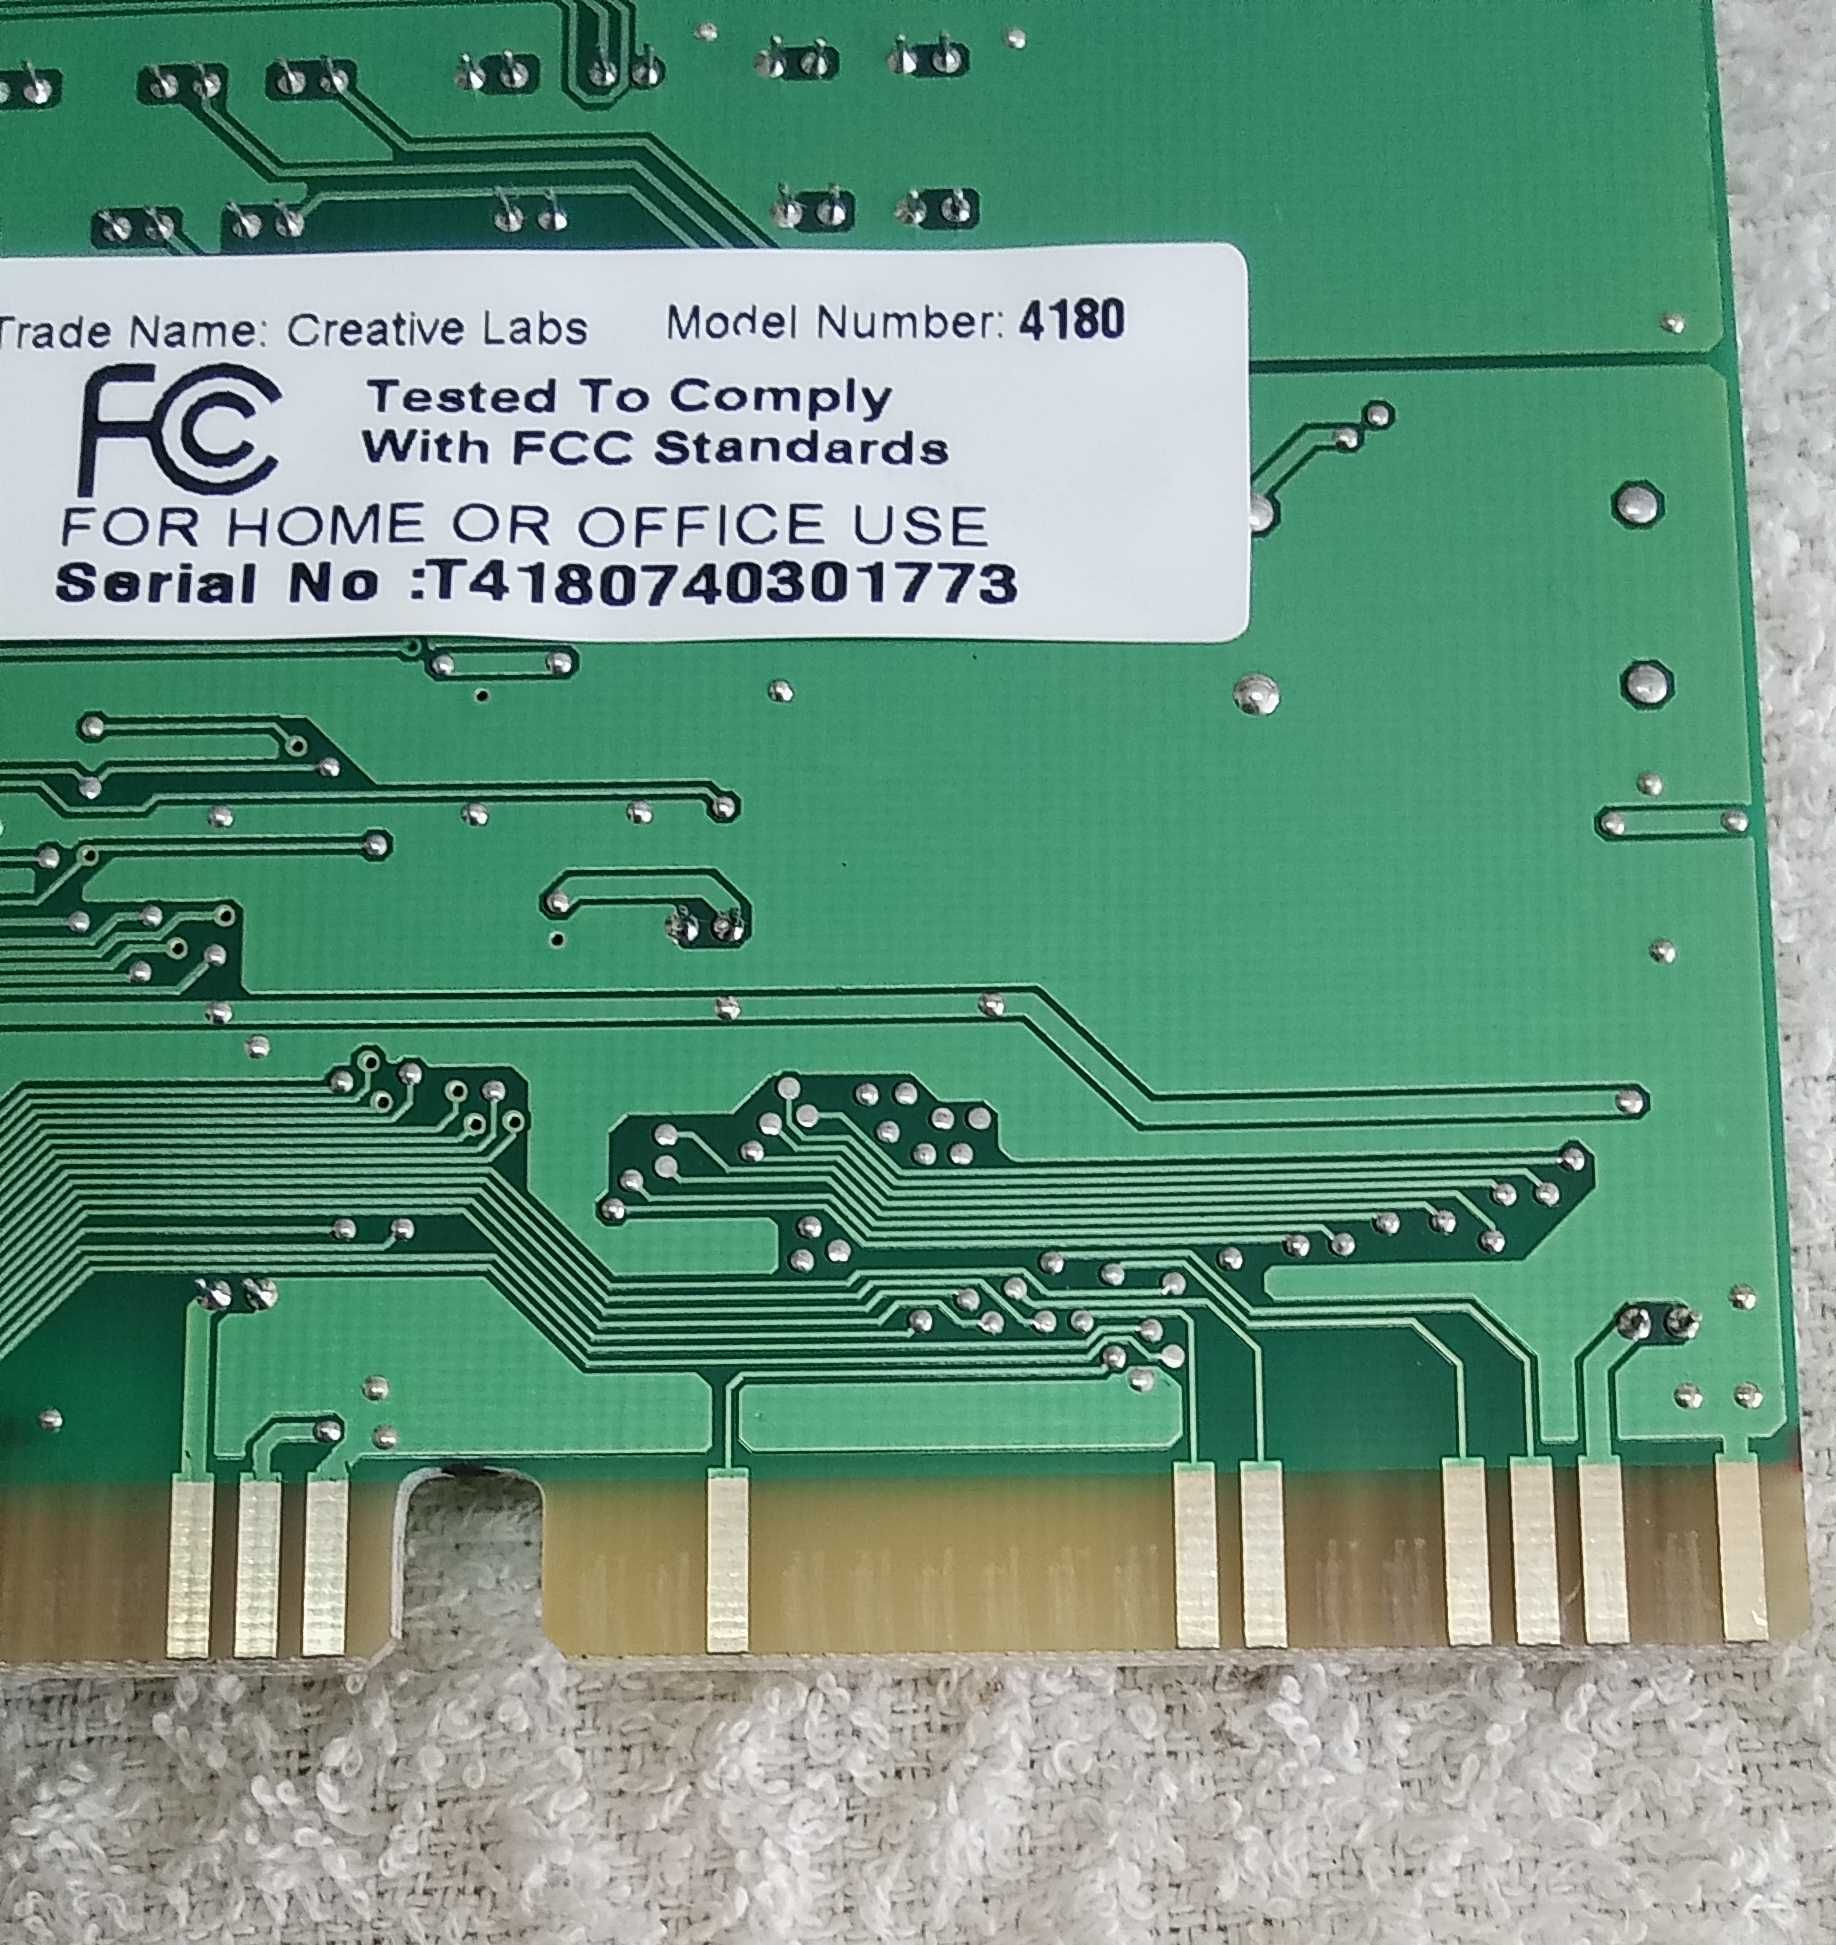 Trade Name: Creative Labs Model Number: 4180
FC Tested To Comply
With FCC Standards
FOR HOME OR OFFICE USE
Serial No :T4180740301773